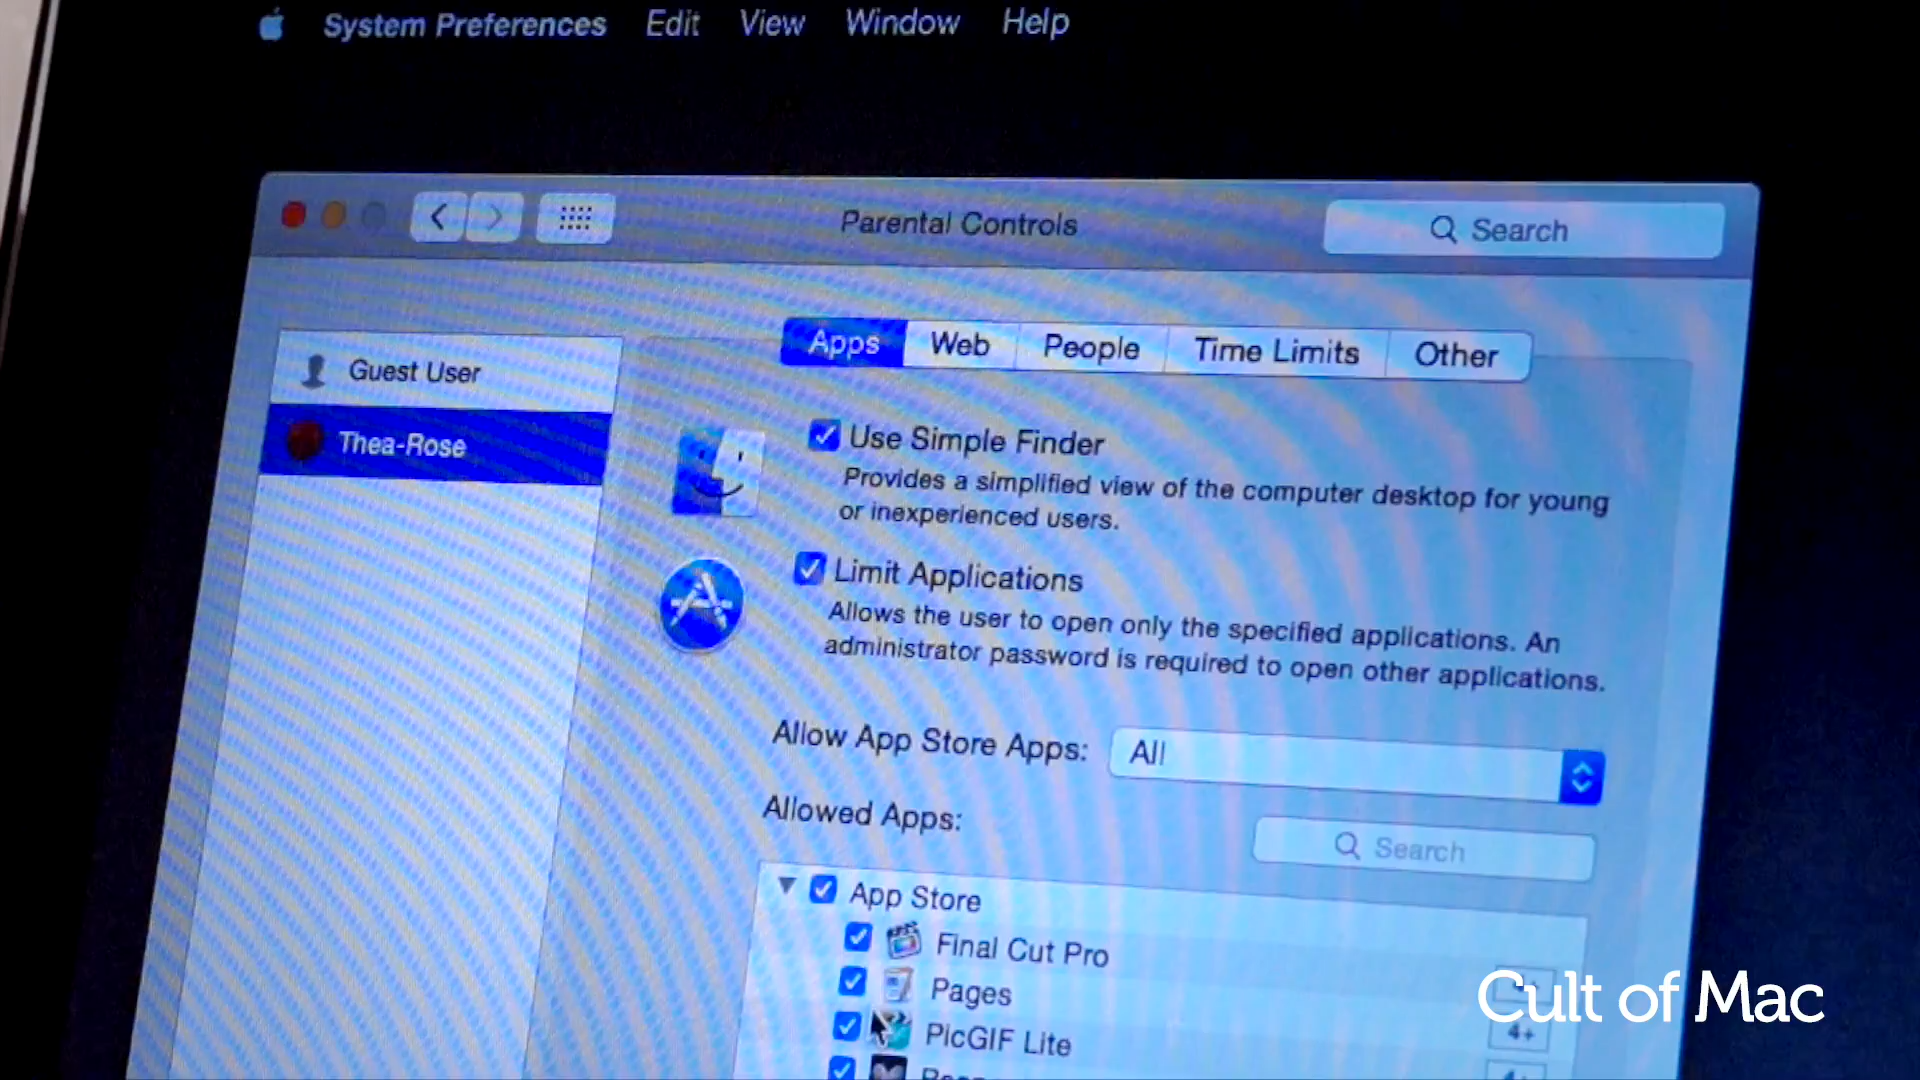 System Preferences Edit View Window Help
Parental Controls
Search
Apps Web People Time Limits Other
Guest User
Thea-Rose
Use Simple Finder
Provides a simplified view of the computer desktop for young
or inexperienced users.
Limit Applications
Allows the user to open only the specified applications. An
administrator password is required to open other applications.
Allow App Store Apps: All
Allowed Apps:
Search
App Store
Final Cut Pro
Pages
PicGIF Lite
4+
Cult of Mac